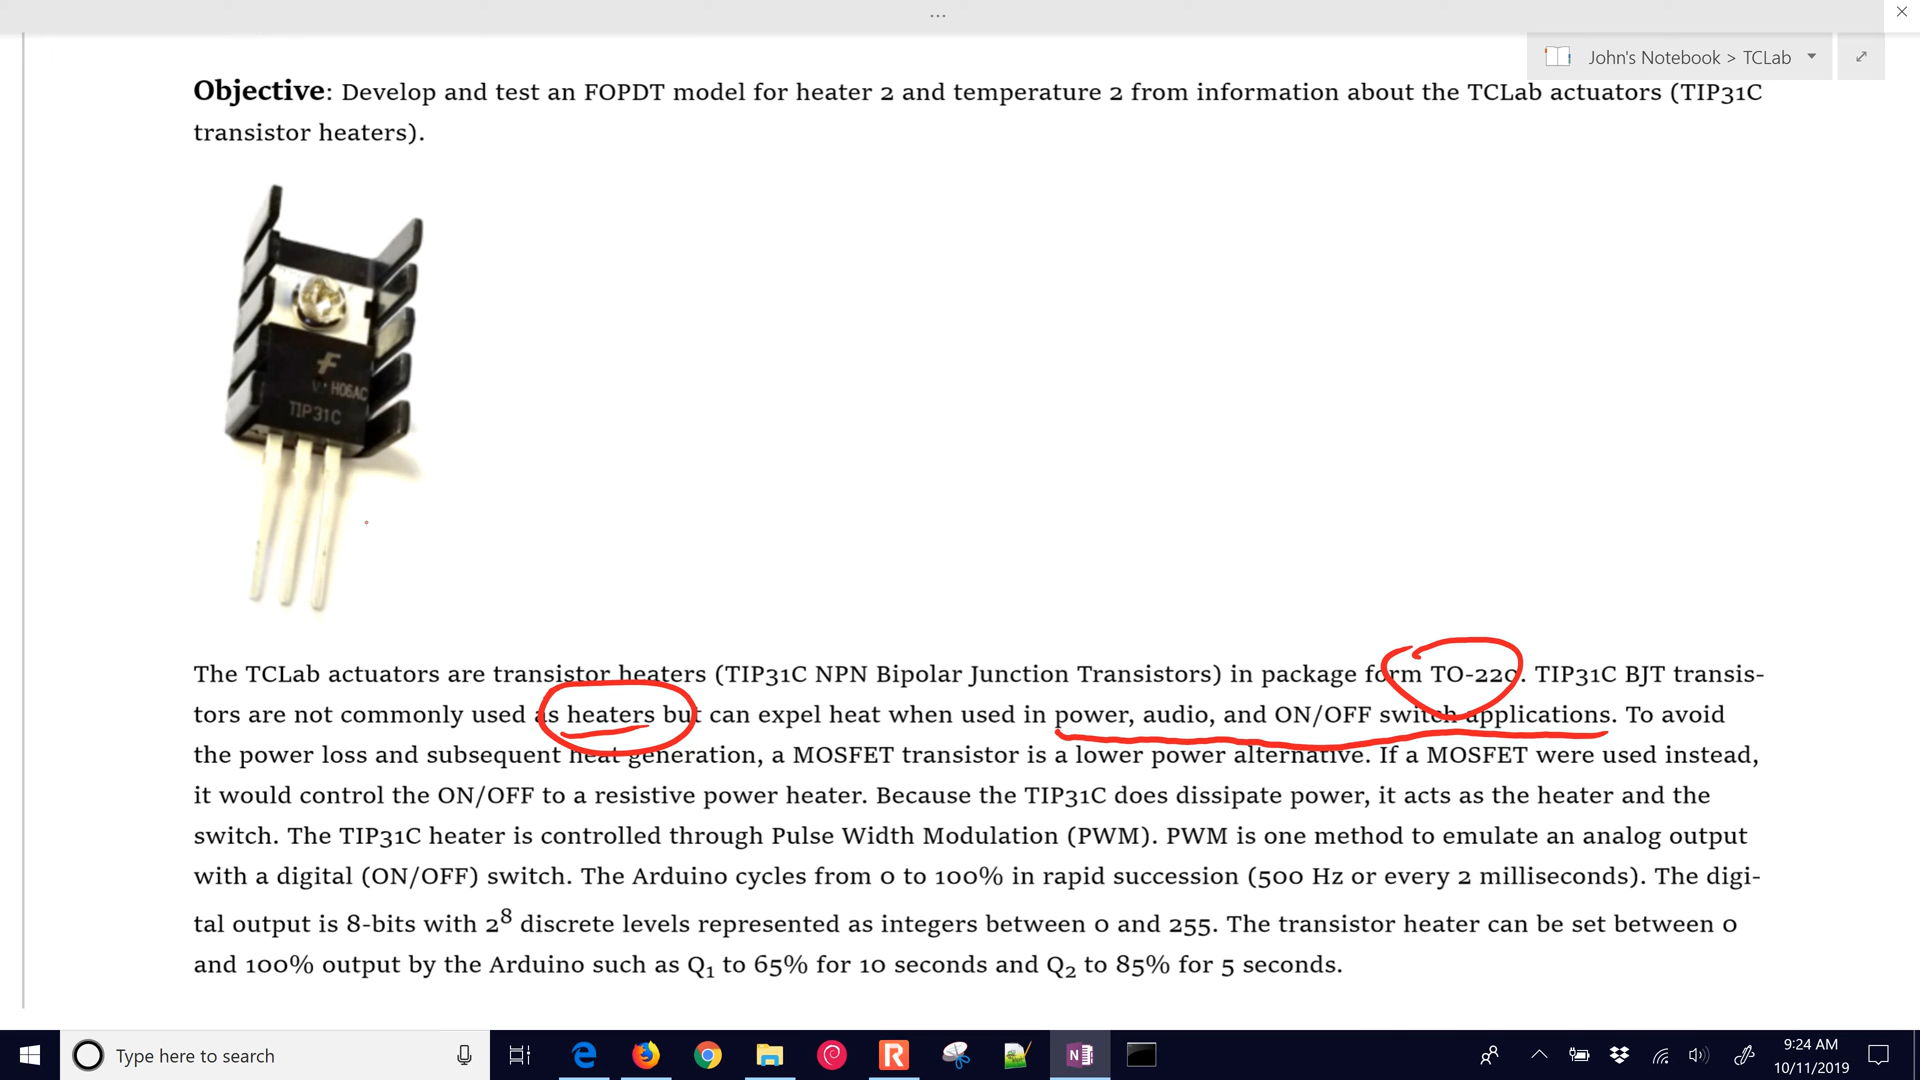 ...
John's Notebook > TCLab
Objective: Develop and test an FOPDT model for heater 2 and temperature 2 from information about the TCLab actuators (TIP31C
transistor heaters).
H06AC
TIP31C
The TCLab actuators are transistor heaters (TIP31C NPN Bipolar Junction Transistors) in package form TO-220. TIP31C BJT transis-
tors are not commonly used as heaters but can expel heat when used in power, audio, and ON/OFF switch applications. To avoid
the power loss and subsequent heat generation, a MOSFET transistor is a lower power alternative. If a MOSFET were used instead,
it would control the ON/OFF to a resistive power heater. Because the TIP31C does dissipate power, it acts as the heater and the
switch. The TIP31C heater is controlled through Pulse Width Modulation (PWM). PWM is one method to emulate an analog output
with a digital (ON/OFF) switch. The Arduino cycles from 0 to 100% in rapid succession (500 Hz or every 2 milliseconds). The digi-
tal output is 8-bits with 2⁸ discrete levels represented as integers between 0 and 255. The transistor heater can be set between 0
and 100% output by the Arduino such as Q₁ to 65% for 10 seconds and Q₂ to 85% for 5 seconds.
Type here to search
9:24 AM
10/11/2019